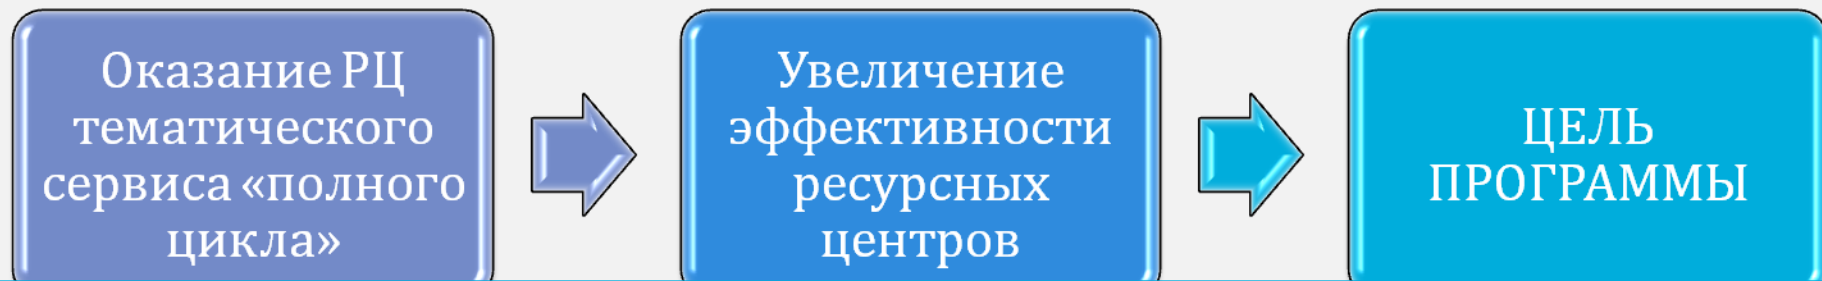 Оказание РЦ
тематического
сервиса «полного
цикла»
Увеличение
эффективности
ресурсных
центров
ЦЕЛЬ
ПРОГРАММЫ